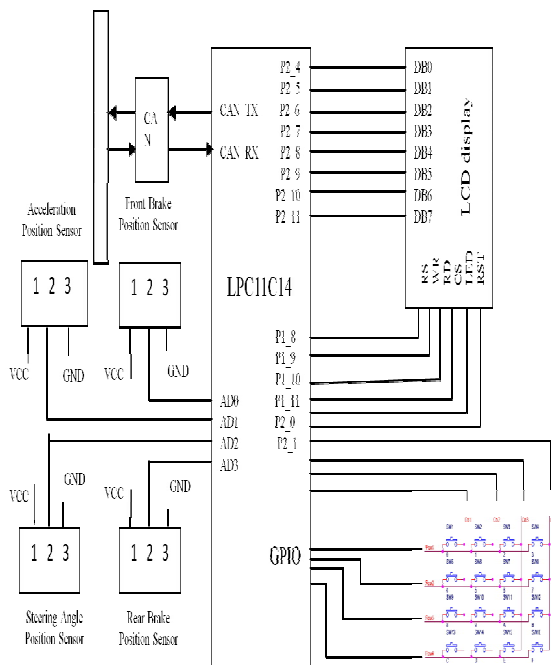 CAN TX
CAN RX
CA
N
P2_4
P2_5
P2_6
P2_7
P2_8
P2_9
P2_10
P2_11
DB0
DB1
DB2
DB3
DB4
DB5
DB6
DB7
LCD display
RS
WR
RD
CS
LED
RST
Acceleration
Position Sensor
Front Brake
Position Sensor
1 2 3
1 2 3
VCC
GND
VCC
GND
LPC11C14
P1_8
P1_9
P1_10
P1_11
P2_0
P2_1
AD0
AD1
AD2
AD3
VCC
GND
VCC
GND
1 2 3
1 2 3
Steering Angle
Position Sensor
Rear Brake
Position Sensor
GPIO